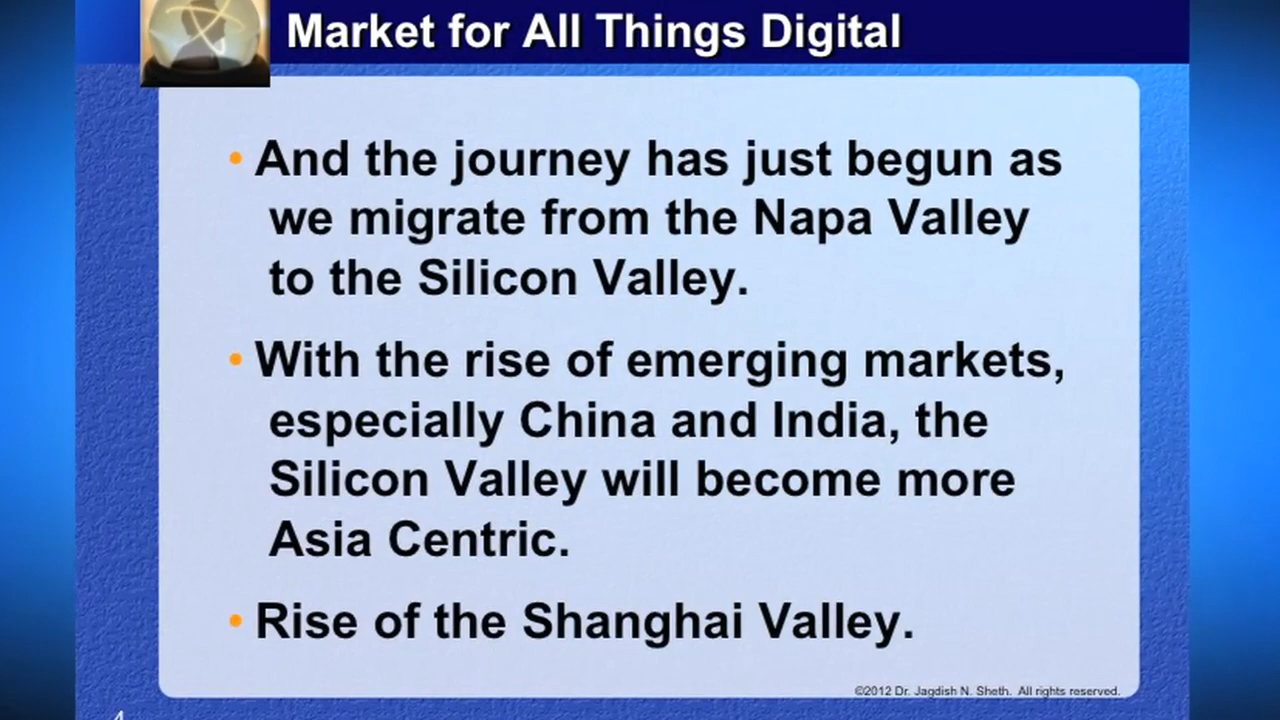 Market for All Things Digital
• And the journey has just begun as
we migrate from the Napa Valley
to the Silicon Valley.
• With the rise of emerging markets,
especially China and India, the
Silicon Valley will become more
Asia Centric.
• Rise of the Shanghai Valley.
©2012 Dr. Jagdish N. Sheth. All rights reserved.
4